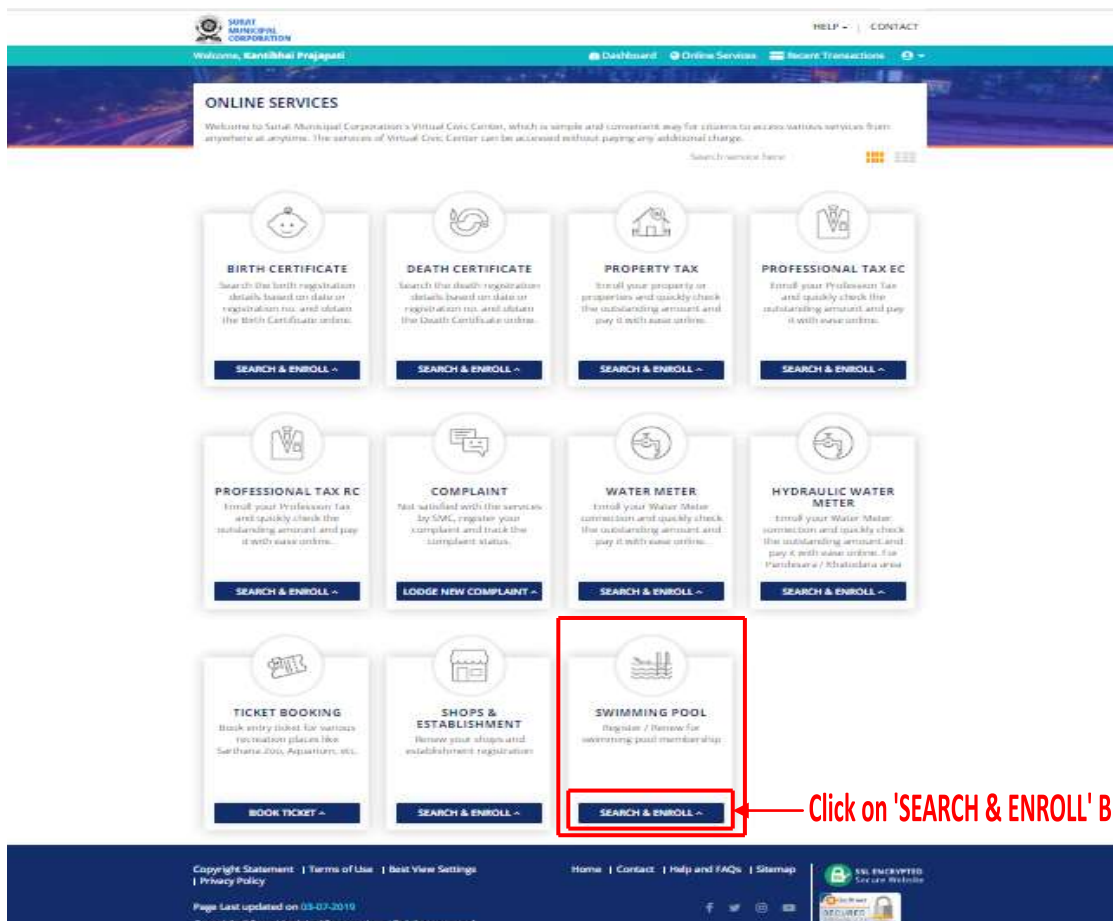 SURAT
MUNICIPAL
CORPORATION
HELP
CONTACT
Welcome, Kantibhai Prajapati
Dashboard Online Services Recent Transactions
ONLINE SERVICES
Welcome to Surat Municipal Corporation's Virtual Civic Center, which is simple and convenient way for citizens to access various services from
anywhere at anytime. The services of Virtual Civic Center can be accessed without paying any additional charge.
Search service here
BIRTH CERTIFICATE
Search the birth registration
details based on date or
registration no. and obtain
the Birth Certificate online.
SEARCH & ENROLL
DEATH CERTIFICATE
Search the death registration
details based on date or
registration no. and obtain
the Death Certificate online.
SEARCH & ENROLL
PROPERTY TAX
Enroll your property or
properties and quickly check
the outstanding amount and
pay it with ease online.
SEARCH & ENROLL
PROFESSIONAL TAX EC
Enroll your Profession Tax
and quickly check the
outstanding amount and pay
it with ease online.
SEARCH & ENROLL
PROFESSIONAL TAX RC
Enroll your Profession Tax
and quickly check the
outstanding amount and pay
it with ease online.
SEARCH & ENROLL
COMPLAINT
Not satisfied with the services
by SMC, register your
complaint and track the
complaint status.
LODGE NEW COMPLAINT
WATER METER
Enroll your Water Meter
connection and quickly check
the outstanding amount and
pay it with ease online.
SEARCH & ENROLL
HYDRAULIC WATER
METER
Enroll your Water Meter
connection and quickly check
the outstanding amount and
pay it with ease online. For
Pandesara / Khatodara area
SEARCH & ENROLL
TICKET BOOKING
Book entry ticket for various
recreation places like
Sarthana Zoo, Aquarium, etc.
BOOK TICKET
SHOPS &
ESTABLISHMENT
Renew your shops and
establishment registration
SEARCH & ENROLL
SWIMMING POOL
Register / Renew for
swimming pool membership
SEARCH & ENROLL
Click on 'SEARCH & ENROLL' B
Copyright Statement | Terms of Use | Best View Settings
| Privacy Policy
Home | Contact | Help and FAQs | Sitemap
SSL ENCRYPTED
Secure Website
Page Last updated on 03-07-2019
SECURED